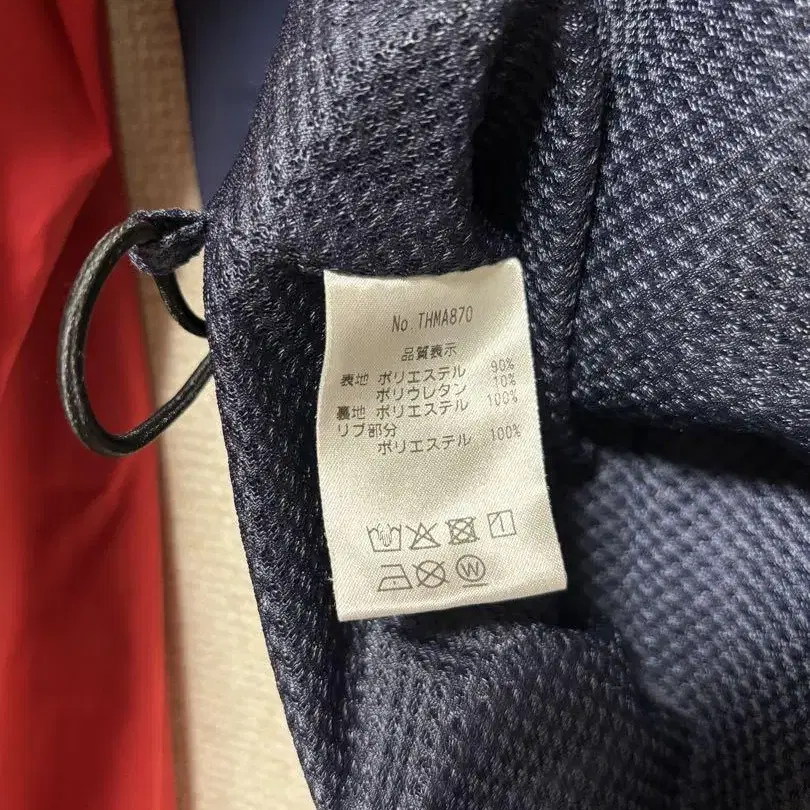 No.THMA870
品質表示
表地 ポリエステル 90%
ポリウレタン 10%
裏地 ポリエステル 100%
リブ部分
ポリエステル 100%
W